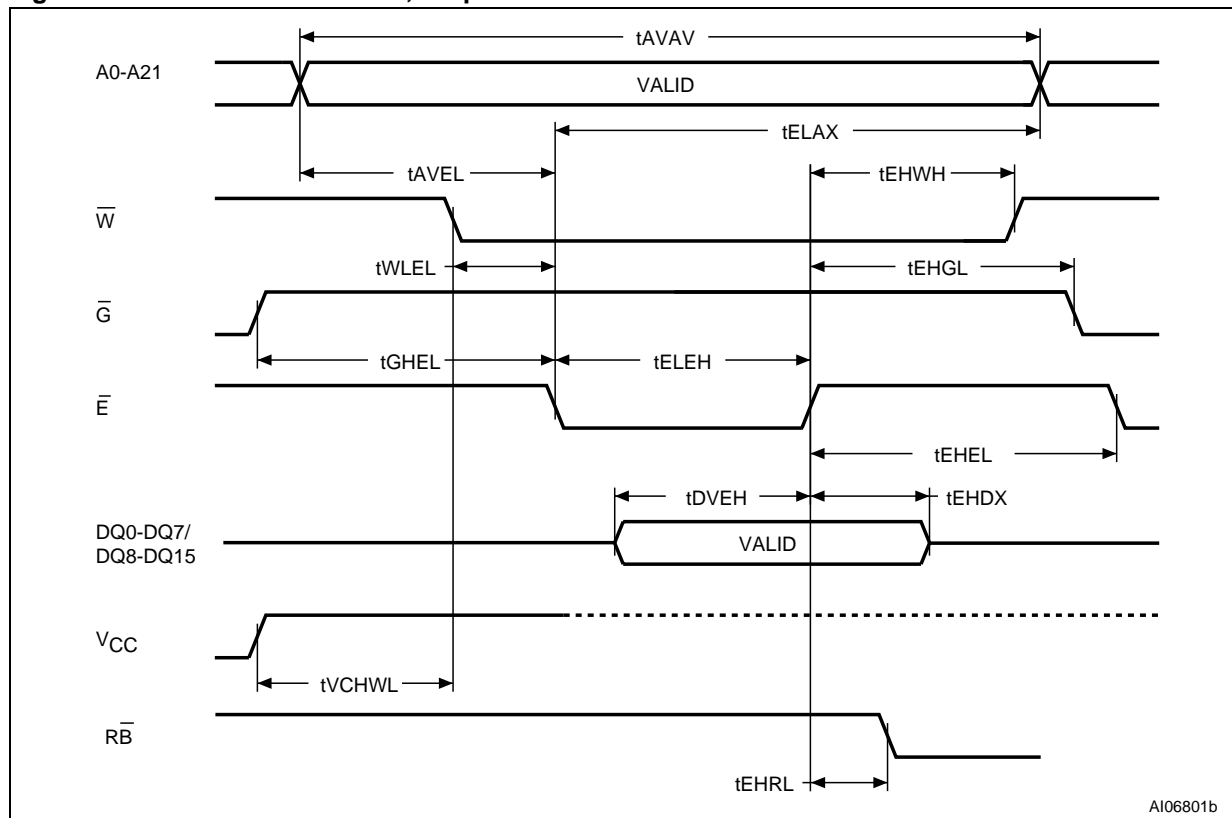 tAVAV
A0-A21
VALID
tELAX
tAVEL
tEHWH
W̅
tWLEL
tEHGL
G̅
tGHEL
tELEH
E̅
tEHEL
tDVEH
tEHDX
DQ0-DQ7/
DQ8-DQ15
VALID
VCC
tVCHWL
RB̅
tEHRL
AI06801b